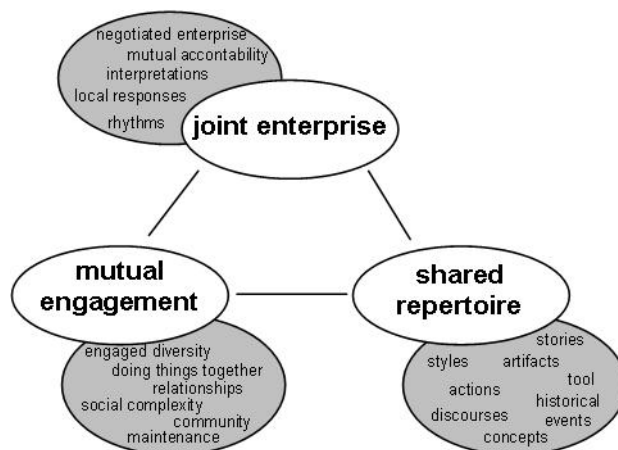 negotiated enterprise
mutual accontability
interpretations
local responses
rhythms
joint enterprise
mutual
engagement
engaged diversity
doing things together
relationships
social complexity
community
maintenance
shared
repertoire
stories
styles artifacts
tool
actions
historical
discourses
events
concepts